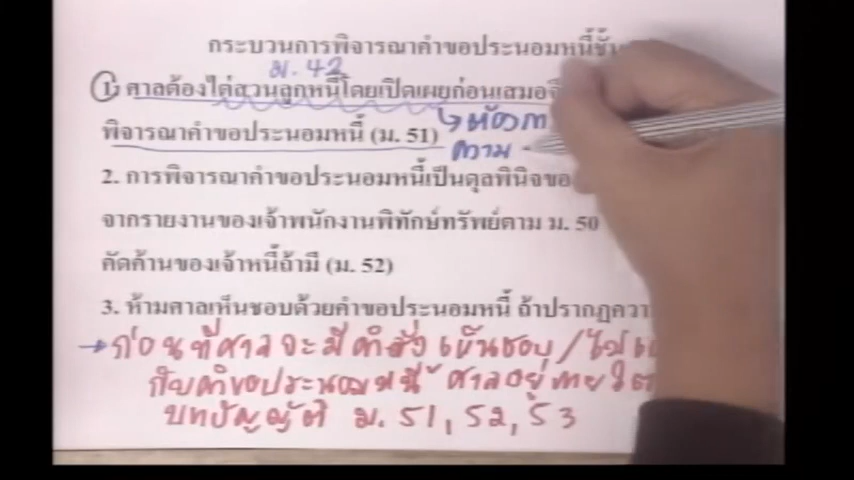 กระบวนการพิจารณาคำขอประนอมหนี้ชั้น
ม. 42
1. ศาลต้องไต่สวนลูกหนี้โดยเปิดเผยก่อนเสมอ
พิจารณาคำขอประนอมหนี้ (ม. 51)
ความ
2. การพิจารณาคำขอประนอมหนี้เป็นดุลพินิจ
จากรายงานของเจ้าพนักงานพิทักษ์ทรัพย์ตาม ม. 50
คัดค้านของเจ้าหนี้ถ้ามี (ม. 52)
3. ห้ามศาลเห็นชอบด้วยคำขอประนอมหนี้ ถ้าปรากฏ
→ก่อนที่ศาลจะมีคำสั่ง เห็นชอบ/ไม่
กับคำขอประนอมหนี้ ศาลอยู่ภายใต้
บทบัญญัติ ม. 51, 52, 53